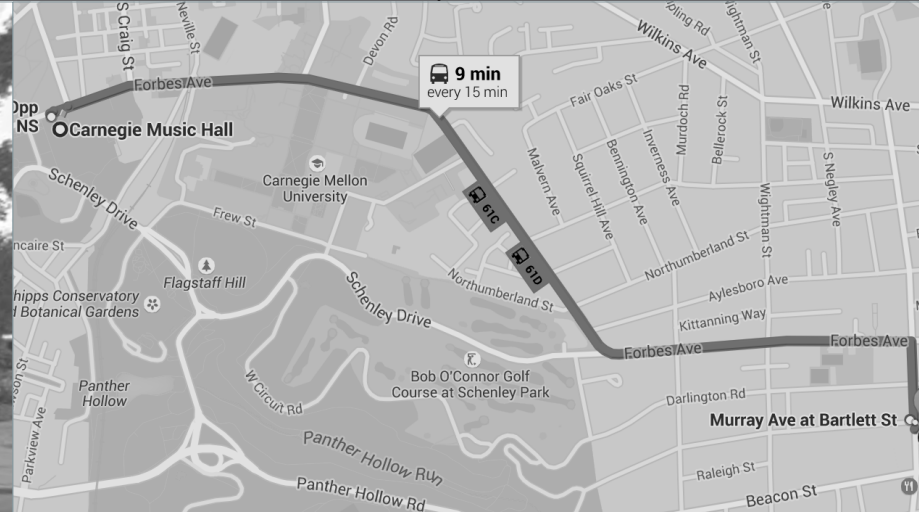 S Craig St
Neville St
Devon Rd
Wilkins Ave
Forbes Ave
9 min
every 15 min
Fair Oaks St
Murdoch Rd
Bellerock St
Wilkins Ave
Opp
NS
Carnegie Music Hall
Carnegie Mellon
University
61C
61D
Malvern Ave
Squirrel Hill Ave
Bennington Ave
Inverness Ave
Wightman St
S Negley Ave
Schenley Drive
Frew St
Flagstaff Hill
hipps Conservatory
d Botanical Gardens
Schenley Drive
Northumberland St
Northumberland St
Aylesboro Ave
Kittanning Way
Forbes Ave
Forbes Ave
Bob O'Connor Golf
Course at Schenley Park
Darlington Rd
Murray Ave at Bartlett St
Panther
Hollow
W Circuit Rd
Parkview Ave
Panther Hollow Run
Panther Hollow Rd
Raleigh St
Beacon St